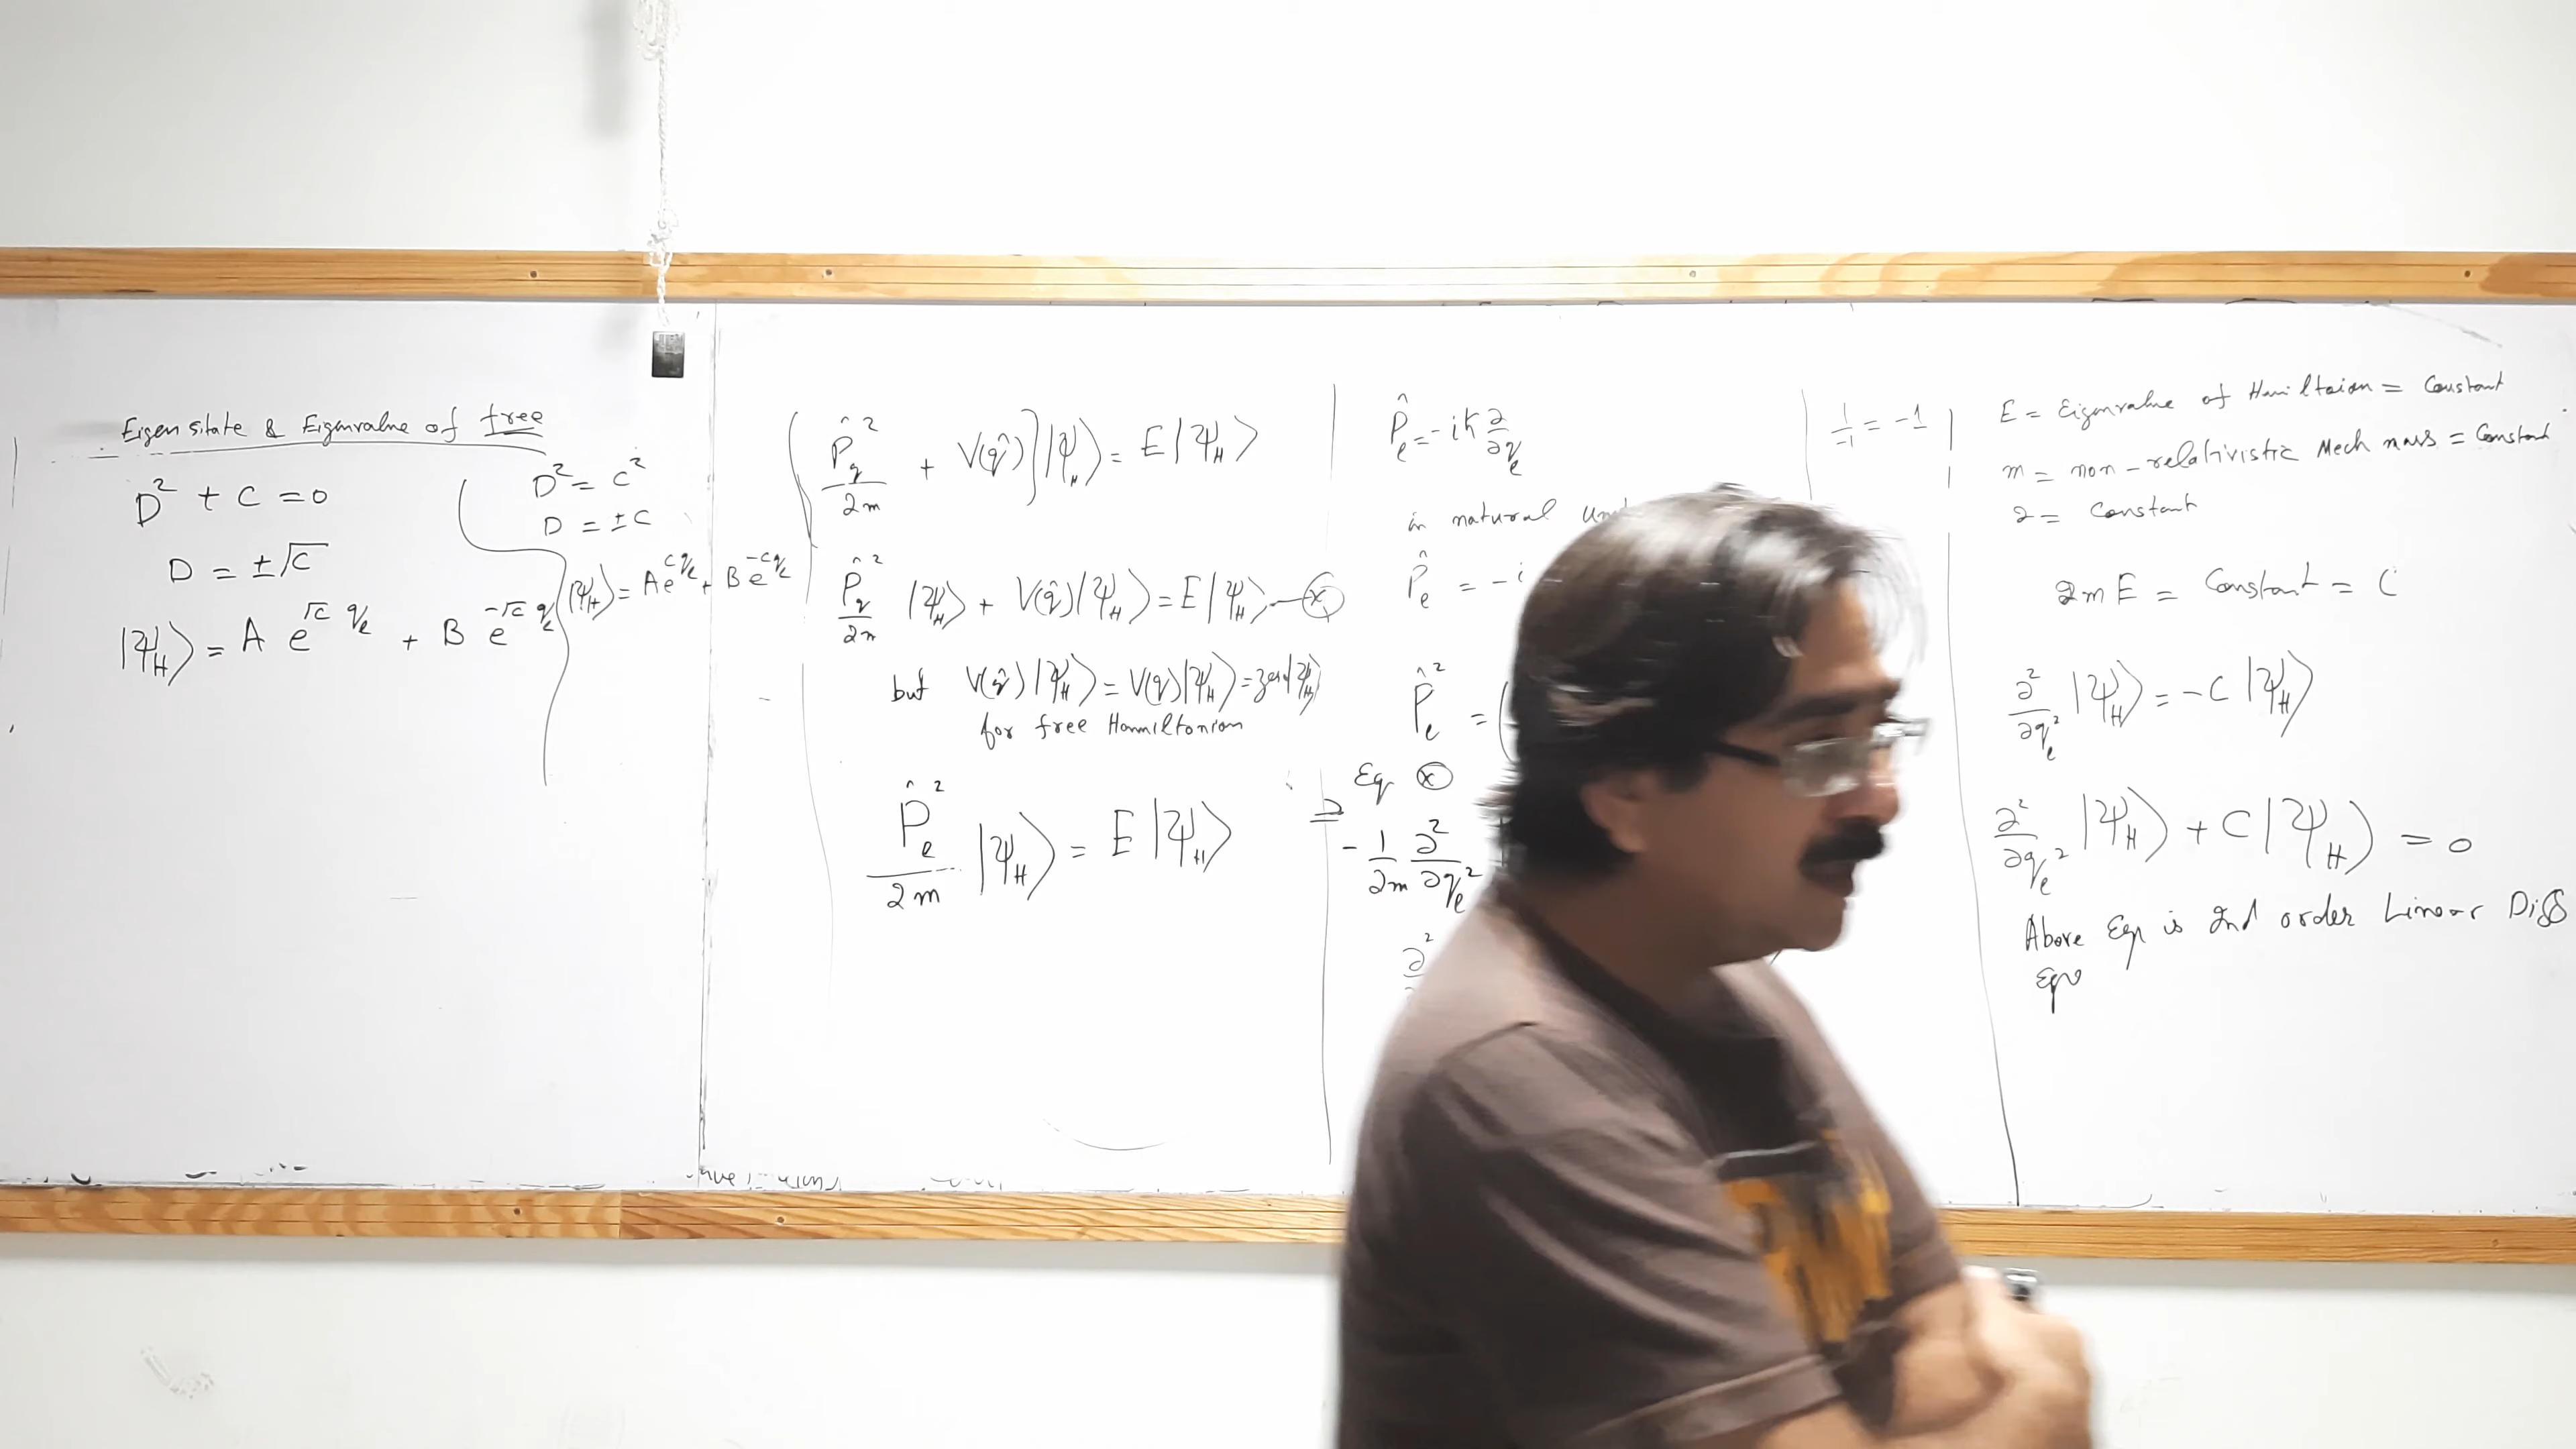 Eigen state & Eigenvalue of free
D² + C = 0
D = ±√C
|ψ_H⟩ = A e^{√C q_e} + B e^{-√C q_e}
D² = C²
D = ±C
|ψ_H⟩ = A e^{C q_e} + B e^{-C q_e}
(P̂_q²/2m + V(q̂))|ψ_H⟩ = E|ψ_H⟩
P̂_q²/2m |ψ_H⟩ + V(q̂)|ψ_H⟩ = E|ψ_H⟩ — ⊗
but V(q̂)|ψ_H⟩ = V(q)|ψ_H⟩ = zero|ψ_H⟩
for free Hamiltonian
P̂_e²/2m |ψ_H⟩ = E|ψ_H⟩
P̂_e = -iħ ∂/∂q_e
in natural
P̂_e = -i
P̂_e² = (
Eq ⊗
⇒ -1/2m ∂²/∂q_e²
∂²
1/-1 = -1
E = Eigenvalue of Hamiltoian = Constant
m = non-relativistic Mech mass = Constant
2 = Constant
2mE = Constant = C
∂²/∂q_e² |ψ_H⟩ = -C|ψ_H⟩
∂²/∂q_e² |ψ_H⟩ + C|ψ_H⟩ = 0
Above Eqn is 2nd order Linear Diff
Eqn